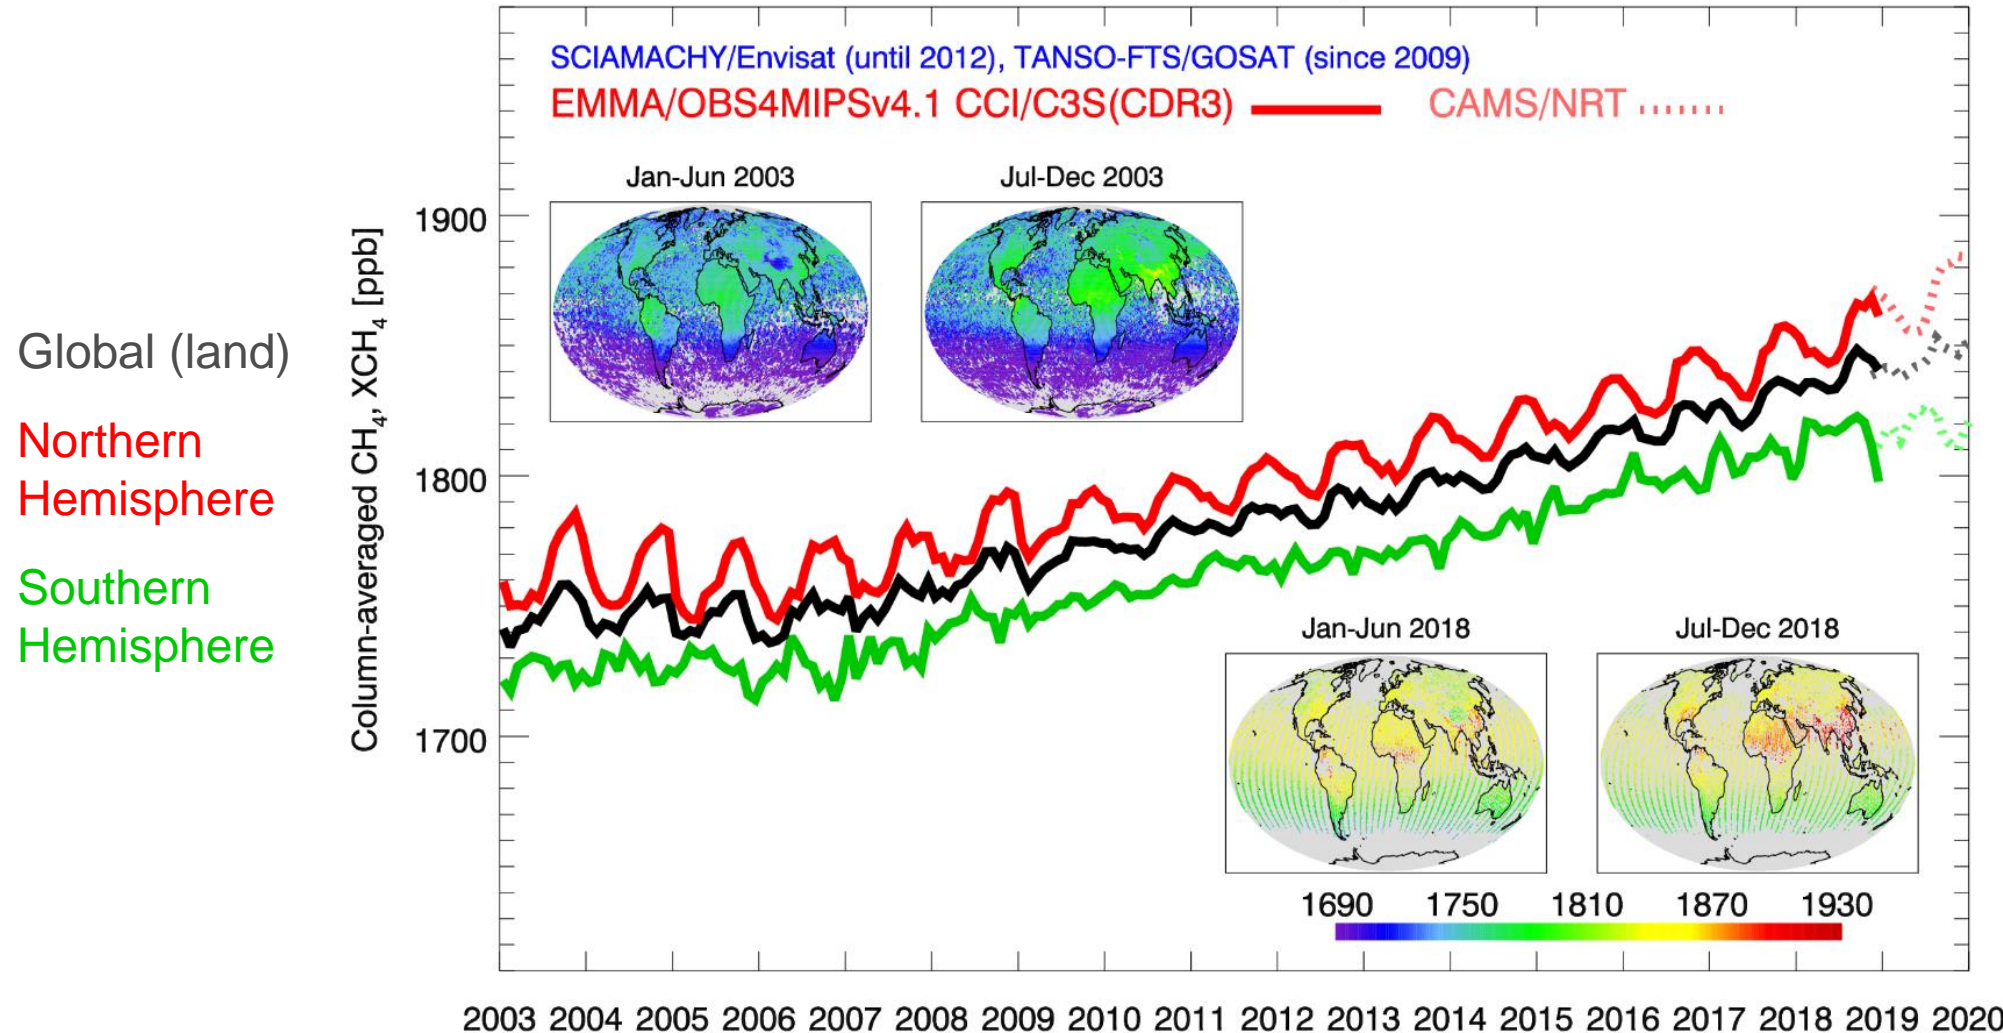 SCIAMACHY/Envisat (until 2012), TANSO-FTS/GOSAT (since 2009)
EMMA/OBS4MIPSv4.1 CCI/C3S(CDR3)
CAMS/NRT
Jan-Jun 2003
Jul-Dec 2003
Global (land)
Northern
Hemisphere
Southern
Hemisphere
Column-averaged CH4, XCH4 [ppb]
1900
1800
1700
Jan-Jun 2018
Jul-Dec 2018
1690 1750 1810 1870 1930
2003 2004 2005 2006 2007 2008 2009 2010 2011 2012 2013 2014 2015 2016 2017 2018 2019 2020